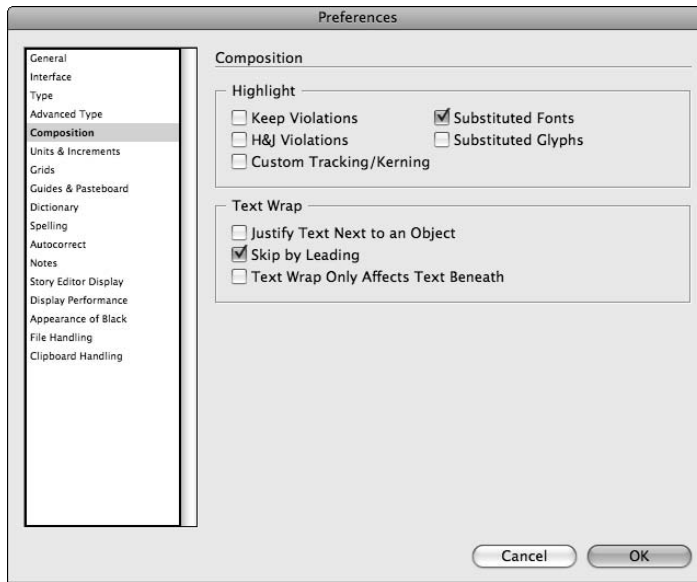 Preferences
General
Interface
Type
Advanced Type
Composition
Units & Increments
Grids
Guides & Pasteboard
Dictionary
Spelling
Autocorrect
Notes
Story Editor Display
Display Performance
Appearance of Black
File Handling
Clipboard Handling
Composition
Highlight
Keep Violations
Substituted Fonts
H&J Violations
Substituted Glyphs
Custom Tracking/Kerning
Text Wrap
Justify Text Next to an Object
Skip by Leading
Text Wrap Only Affects Text Beneath
Cancel
OK